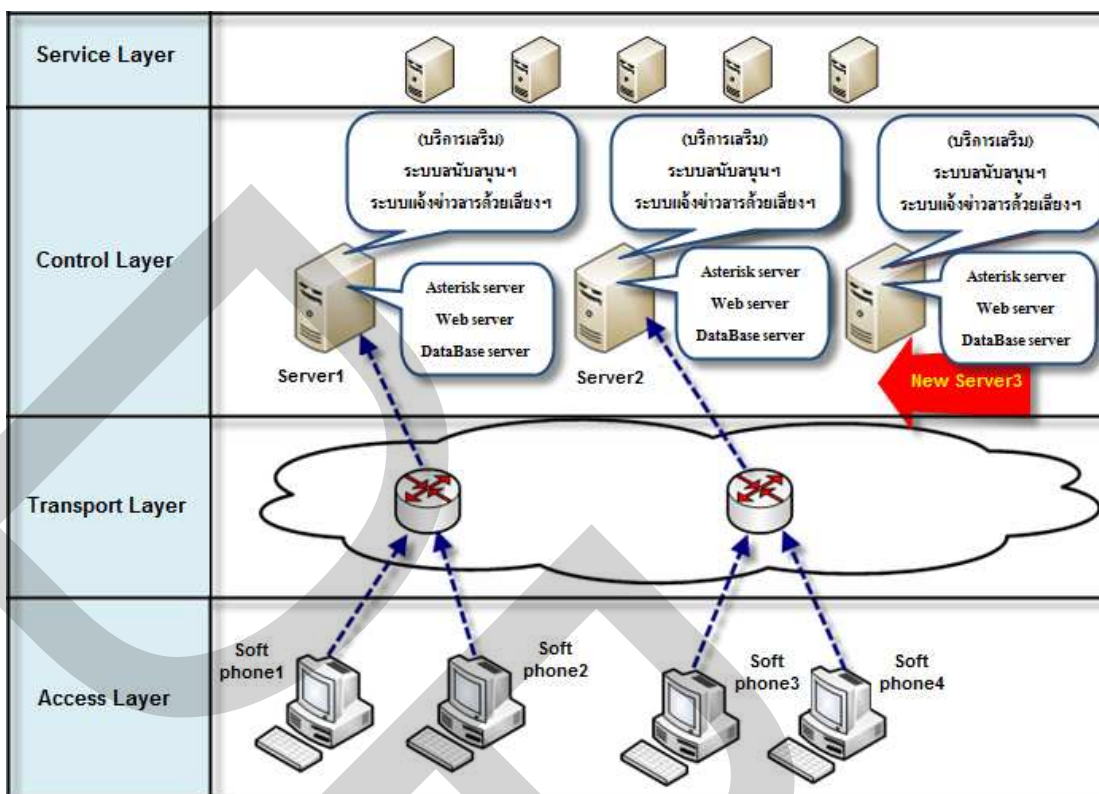 Service Layer
(บริการเสริม)
ระบบสนับสนุนฯ
ระบบแจ้งข่าวสารด้วยเสียงฯ
(บริการเสริม)
ระบบสนับสนุนฯ
ระบบแจ้งข่าวสารด้วยเสียงฯ
(บริการเสริม)
ระบบสนับสนุนฯ
ระบบแจ้งข่าวสารด้วยเสียงฯ
Control Layer
Asterisk server
Web server
DataBase server
Asterisk server
Web server
DataBase server
Asterisk server
Web server
DataBase server
Server1
Server2
New Server3
Transport Layer
Access Layer
Soft
phone1
Soft
phone2
Soft
phone3
Soft
phone4